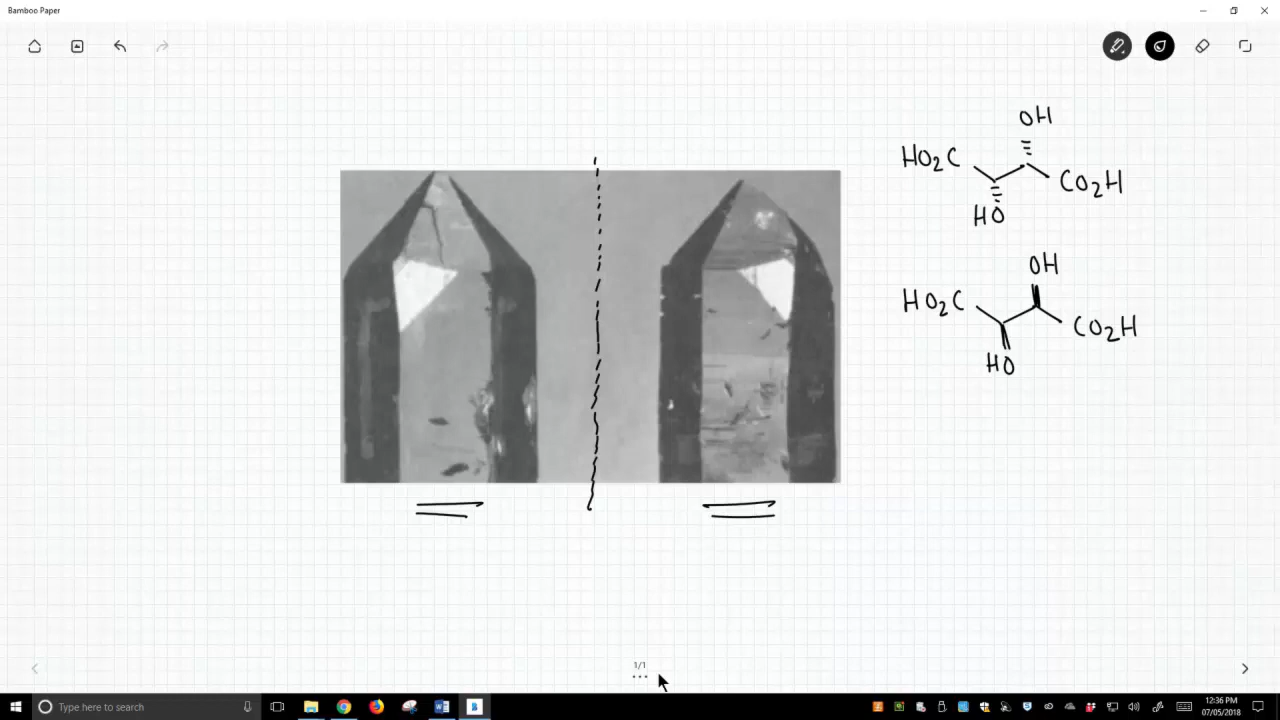 Bamboo Paper
OH
HO₂C
CO₂H
HO
OH
HO₂C
CO₂H
HO
1/1
Type here to search
12:36 PM
07/05/2018